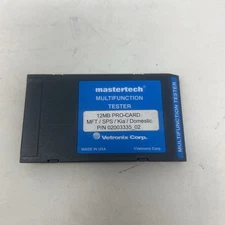 mastertech®
MULTIFUNCTION
TESTER
12MB PRO-CARD
MFT / SPS / Kia / Domestic
P/N 02003335_02
Vetronix Corp.
MADE IN USA
MULTIFUNCTION TESTER